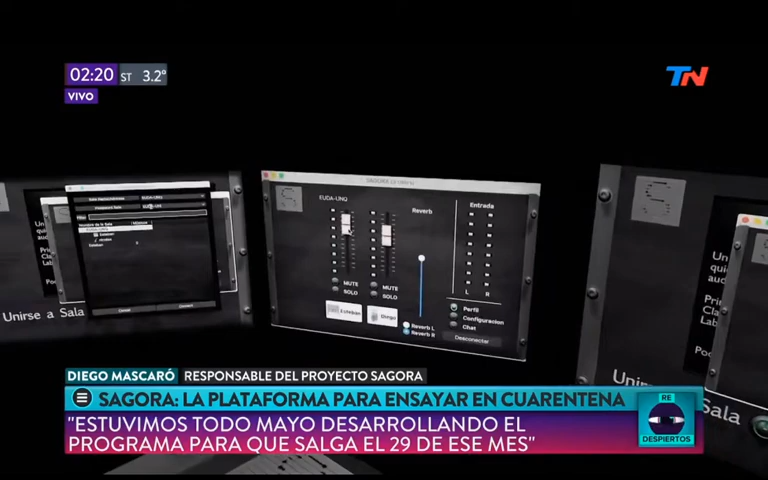 02:20 ST 3.2°
VIVO
TN
EUDA-UNQ
Reverb
Entrada
MUTE
SOLO
MUTE
SOLO
L R
Esteban
Diego
Reverb L
Reverb R
Perfil
Configuracion
Chat
Desconectar
Unirse a Sala
Sala
DIEGO MASCARÓ RESPONSABLE DEL PROYECTO SAGORA
SAGORA: LA PLATAFORMA PARA ENSAYAR EN CUARENTENA
"ESTUVIMOS TODO MAYO DESARROLLANDO EL
PROGRAMA PARA QUE SALGA EL 29 DE ESE MES"
RE
DESPIERTOS